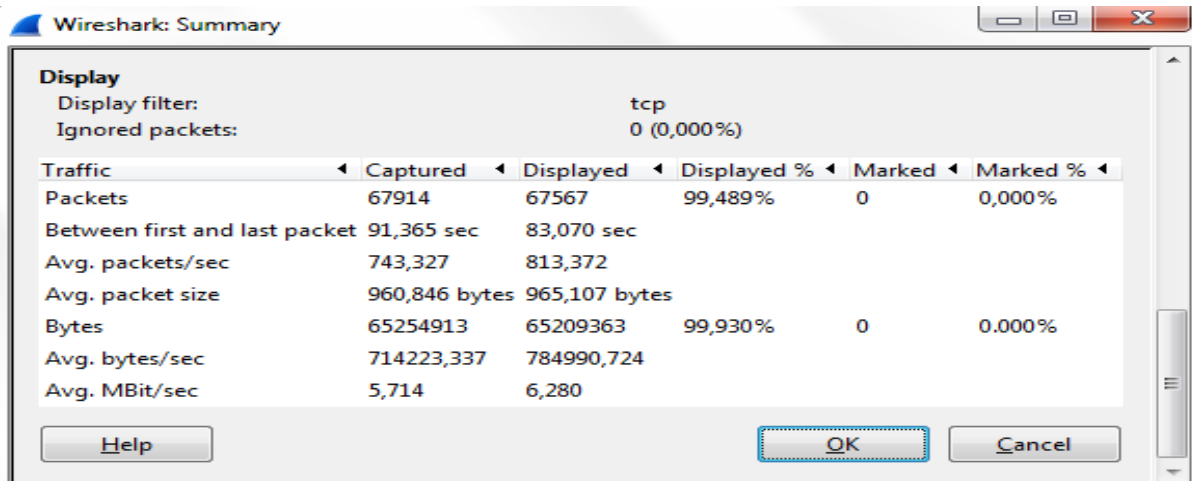 Wireshark: Summary
Display
Display filter: tcp
Ignored packets: 0 (0,000%)
Traffic Captured Displayed Displayed % Marked Marked %
Packets 67914 67567 99,489% 0 0,000%
Between first and last packet 91,365 sec 83,070 sec
Avg. packets/sec 743,327 813,372
Avg. packet size 960,846 bytes 965,107 bytes
Bytes 65254913 65209363 99,930% 0 0.000%
Avg. bytes/sec 714223,337 784990,724
Avg. MBit/sec 5,714 6,280
Help OK Cancel